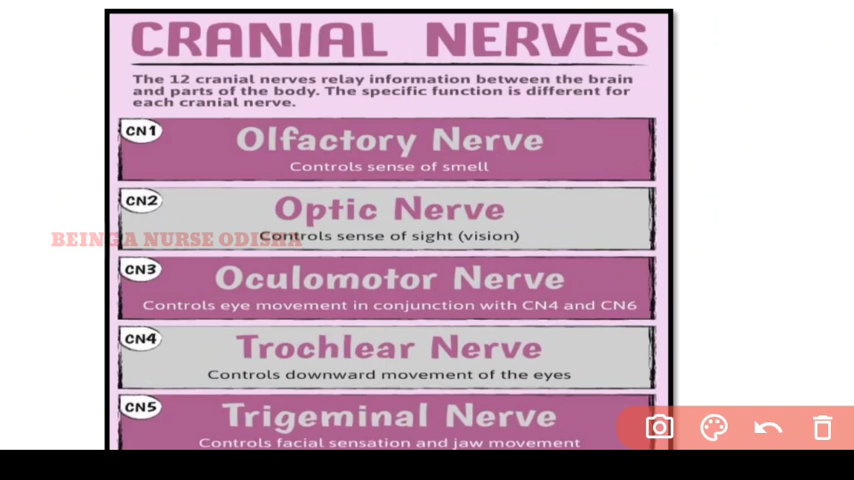 CRANIAL NERVES
The 12 cranial nerves relay information between the brain
and parts of the body. The specific function is different for
each cranial nerve.
CN1
Olfactory Nerve
Controls sense of smell
CN2
Optic Nerve
Controls sense of sight (vision)
BEING A NURSE ODISHA
CN3
Oculomotor Nerve
Controls eye movement in conjunction with CN4 and CN6
CN4
Trochlear Nerve
Controls downward movement of the eyes
CN5
Trigeminal Nerve
Controls facial sensation and jaw movement